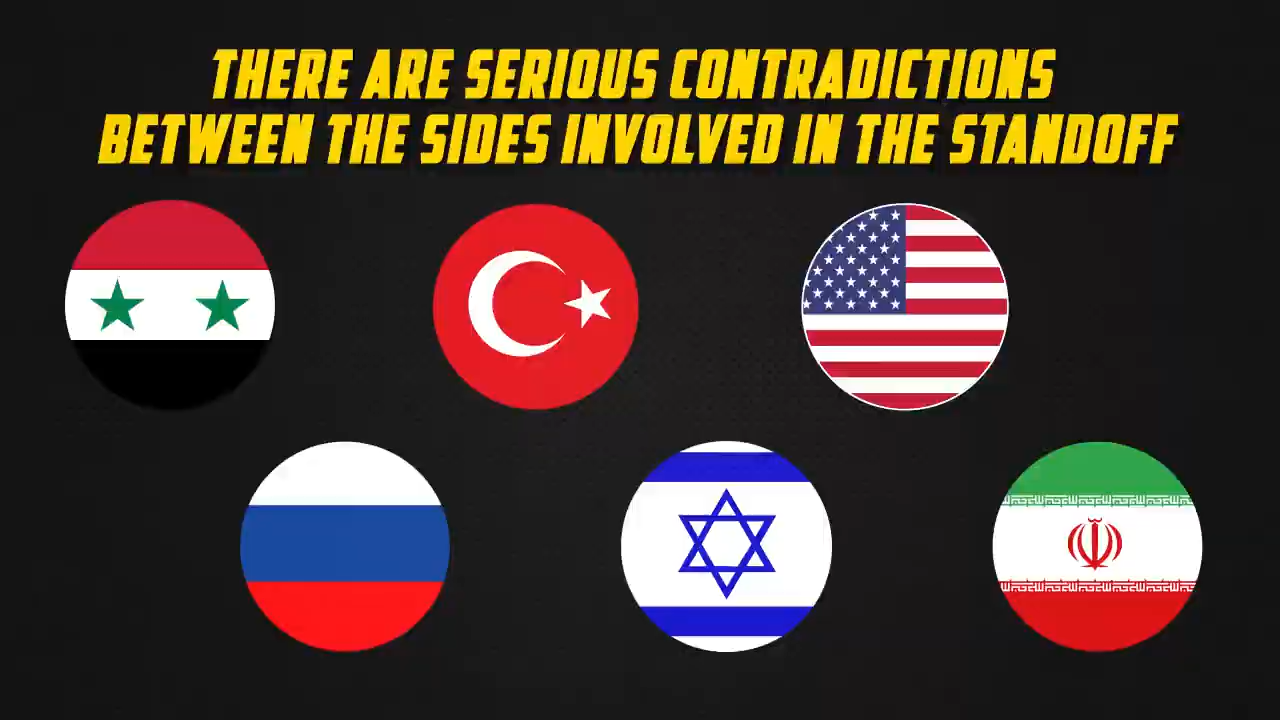 THERE ARE SERIOUS CONTRADICTIONS
BETWEEN THE SIDES INVOLVED IN THE STANDOFF